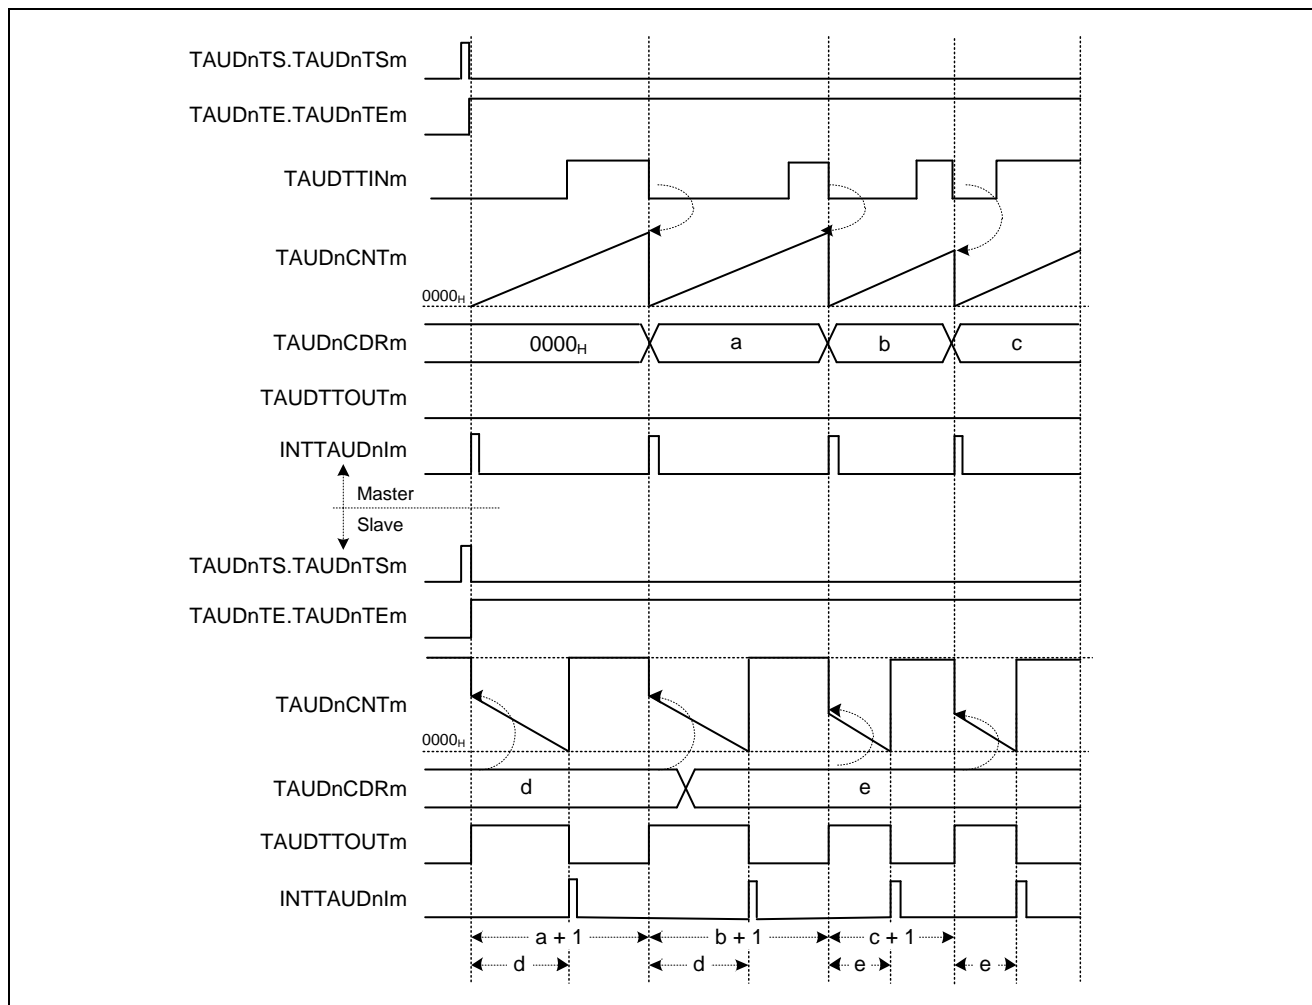 TAUDnTS.TAUDnTSm
TAUDnTE.TAUDnTEm
TAUDTTINm
TAUDnCNTm
0000H
TAUDnCDRm
0000H
a
b
c
TAUDTTOUTm
INTTAUDnIm
Master
Slave
TAUDnTS.TAUDnTSm
TAUDnTE.TAUDnTEm
TAUDnCNTm
0000H
TAUDnCDRm
d
e
TAUDTTOUTm
INTTAUDnIm
a + 1
b + 1
c + 1
d
d
e
e